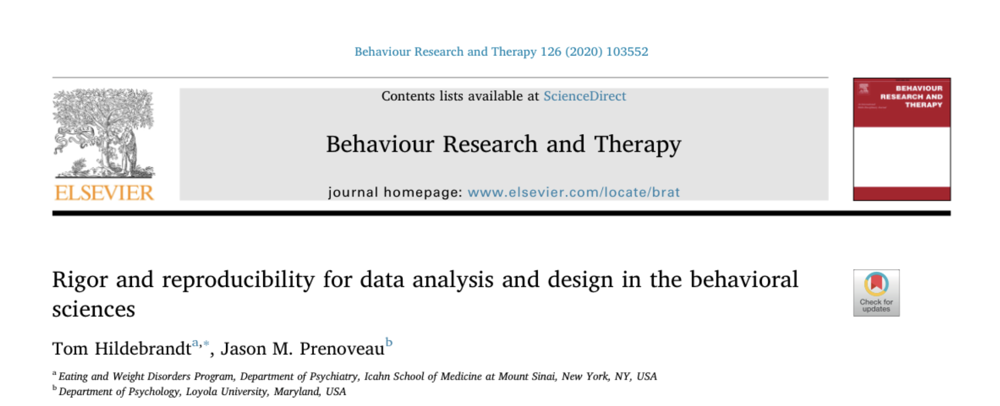 Behaviour Research and Therapy 126 (2020) 103552
Contents lists available at ScienceDirect
Behaviour Research and Therapy
journal homepage: www.elsevier.com/locate/brat
ELSEVIER
BEHAVIOUR
RESEARCH AND
THERAPY
Rigor and reproducibility for data analysis and design in the behavioral
sciences
Check for
updates
Tom Hildebrandt a,*, Jason M. Prenoveau b
a Eating and Weight Disorders Program, Department of Psychiatry, Icahn School of Medicine at Mount Sinai, New York, NY, USA
b Department of Psychology, Loyola University, Maryland, USA